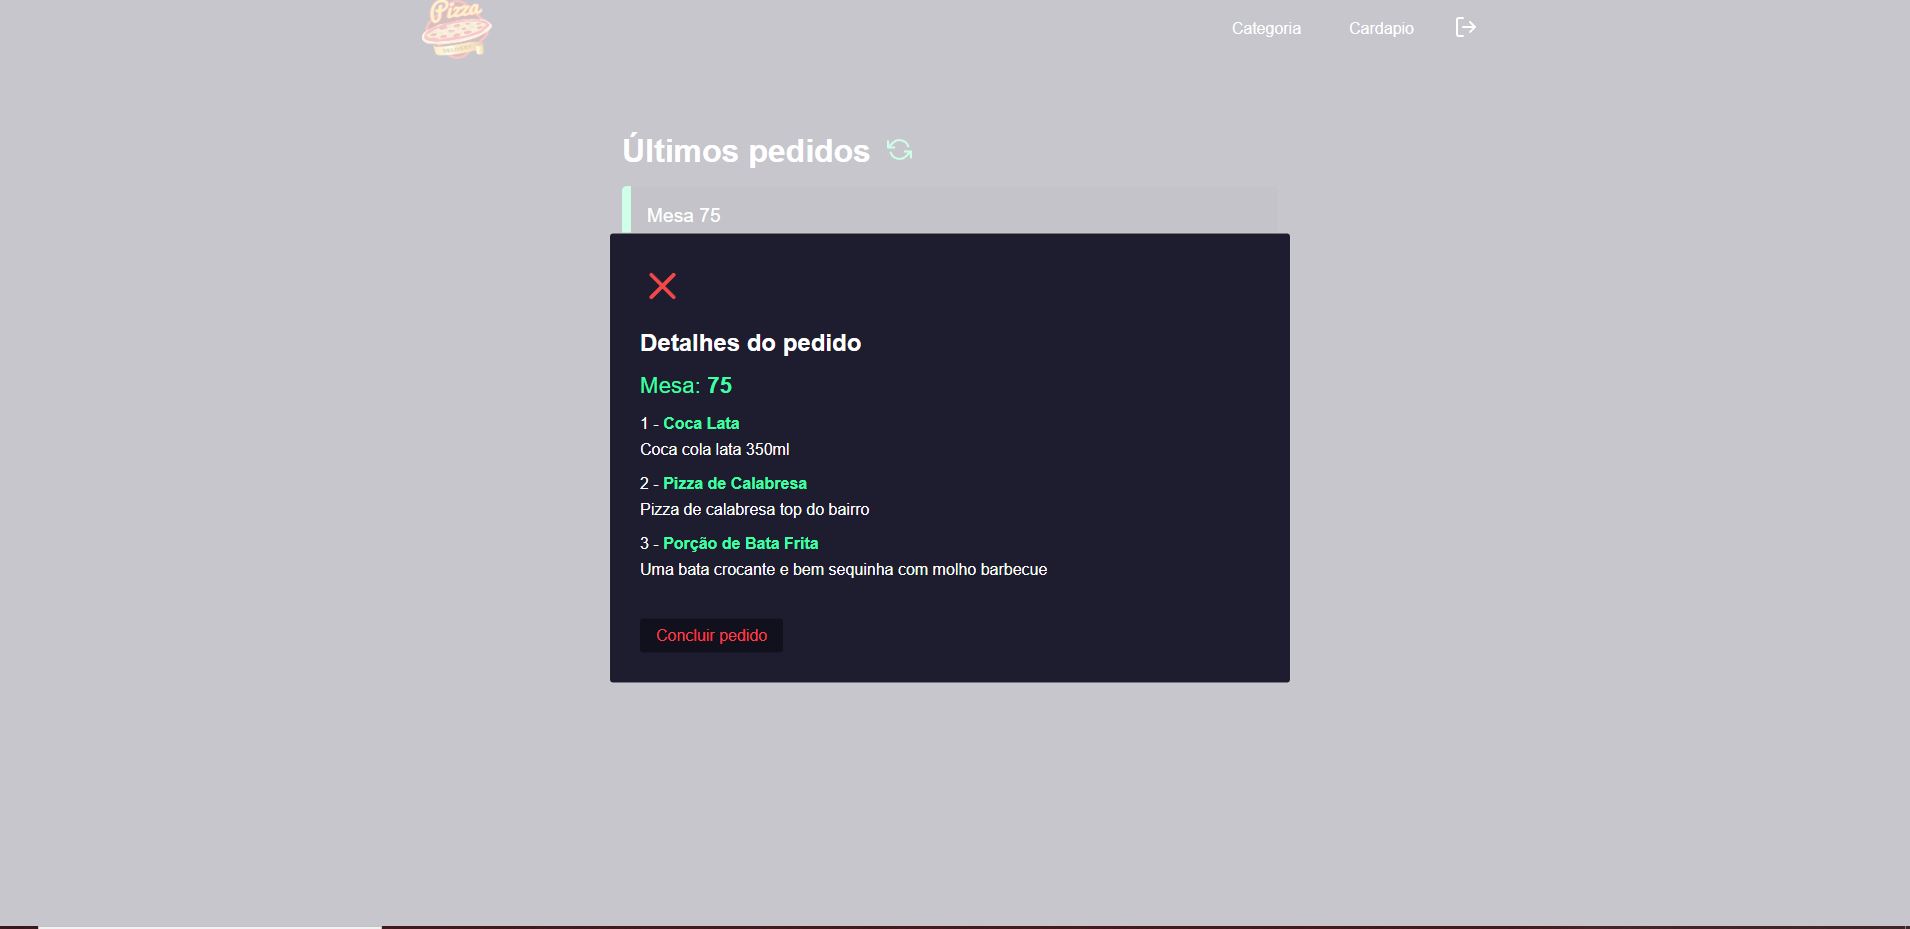 Pizza
DELIVERY
Categoria
Cardapio
Últimos pedidos
Mesa 75
Detalhes do pedido
Mesa: 75
1 - Coca Lata
Coca cola lata 350ml
2 - Pizza de Calabresa
Pizza de calabresa top do bairro
3 - Porção de Bata Frita
Uma bata crocante e bem sequinha com molho barbecue
Concluir pedido